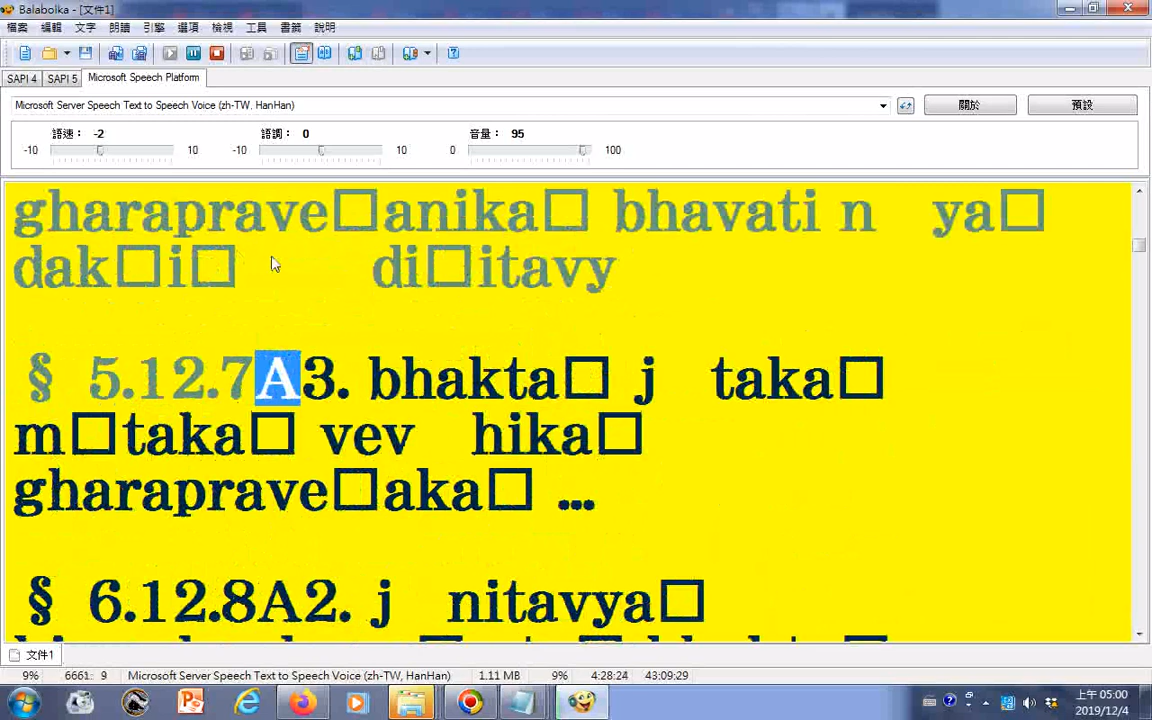 Balabolka - [文件1]
檔案 編輯 文字 朗讀 引擎 選項 檢視 工具 書籤 說明
SAPI 4 SAPI 5 Microsoft Speech Platform
Microsoft Server Speech Text to Speech Voice (zh-TW, HanHan) 關於 預設
語速： -2 語調： 0 音量： 95
-10 10 -10 10 0 100
gharaprave□anika□ bhavati n ya□
dak□i□ di□itavy
§ 5.12.7A3. bhakta□ j taka□
m□taka□ vev hika□
gharaprave□aka□ ...
§ 6.12.8A2. j nitavya□
文件1
9% 6661: 9 Microsoft Server Speech Text to Speech Voice (zh-TW, HanHan) 1.11 MB 9% 4:28:24 43:09:29
上午 05:00
2019/12/4